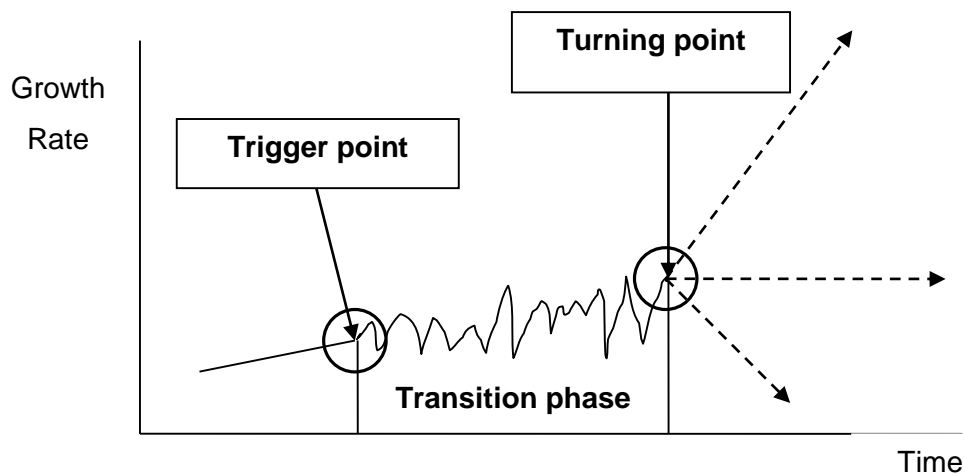 Turning point
Growth
Rate
Trigger point
Transition phase
Time